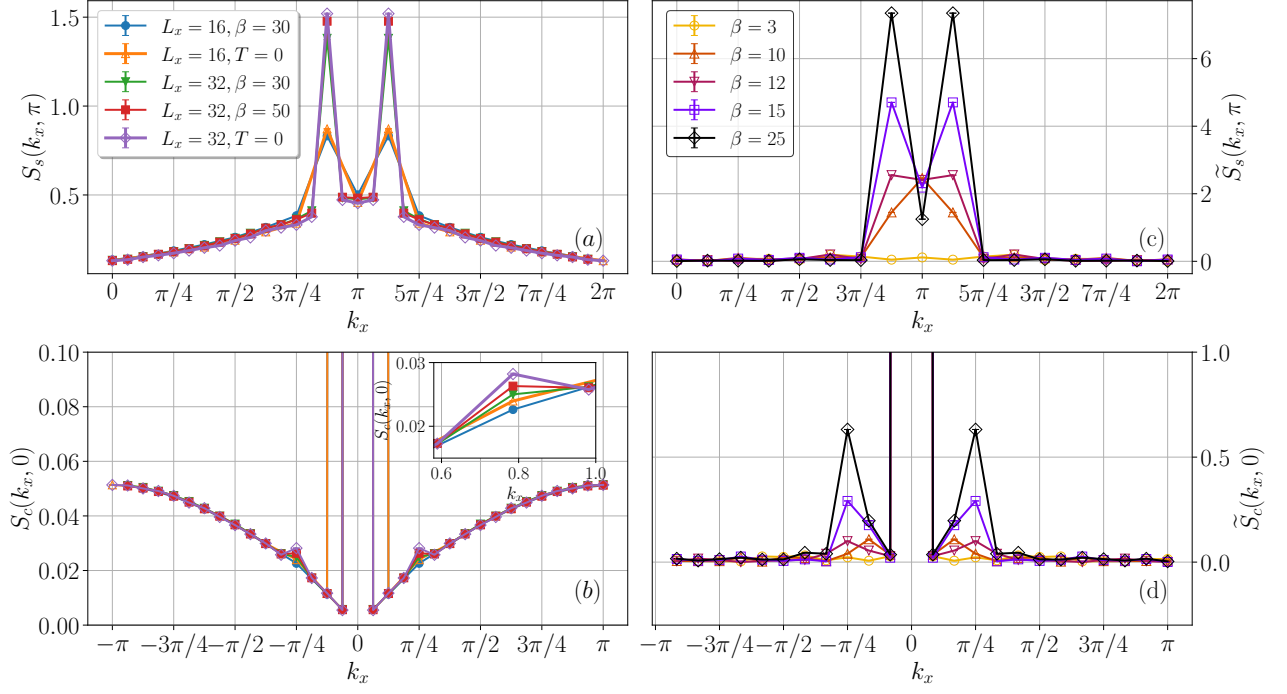 1.5
1.0
0.5
S_s(k_x, π)
L_x = 16, β = 30
L_x = 16, T = 0
L_x = 32, β = 30
L_x = 32, β = 50
L_x = 32, T = 0
(a)
0 π/4 π/2 3π/4 π 5π/4 3π/2 7π/4 2π
k_x
β = 3
β = 10
β = 12
β = 15
β = 25
(c)
6
4
2
0
S̃_s(k_x, π)
0 π/4 π/2 3π/4 π 5π/4 3π/2 7π/4 2π
k_x
0.10
0.08
0.06
0.04
0.02
0.00
S_c(k_x, 0)
0.03
0.02
S_c(k_x, 0)
0.6 0.8 1.0
k_x
(b)
−π −3π/4 −π/2 −π/4 0 π/4 π/2 3π/4 π
k_x
1.0
0.5
0.0
S̃_c(k_x, 0)
(d)
−π −3π/4 −π/2 −π/4 0 π/4 π/2 3π/4 π
k_x